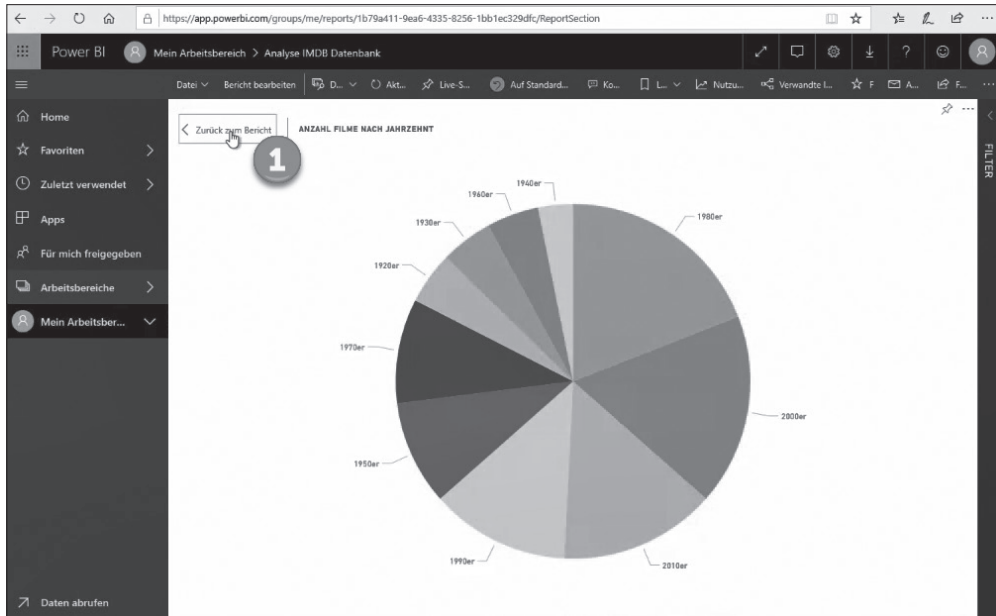 https://app.powerbi.com/groups/me/reports/1b79a411-9ea6-4335-8256-1bb1ec329dfc/ReportSection
Power BI Mein Arbeitsbereich > Analyse IMDB Datenbank ?
Datei Bericht bearbeiten D... Akt... Live-S... Auf Standard... Ko... L... Nutzu... Verwandte I... F A... F... ...
Home
Favoriten
Zuletzt verwendet
Apps
Für mich freigegeben
Arbeitsbereiche
Mein Arbeitsber...
Daten abrufen
Zurück zum Bericht ANZAHL FILME NACH JAHRZEHNT
1
1940er
1960er
1980er
1930er
1920er
1970er
2000er
1950er
1990er
2010er
FILTER